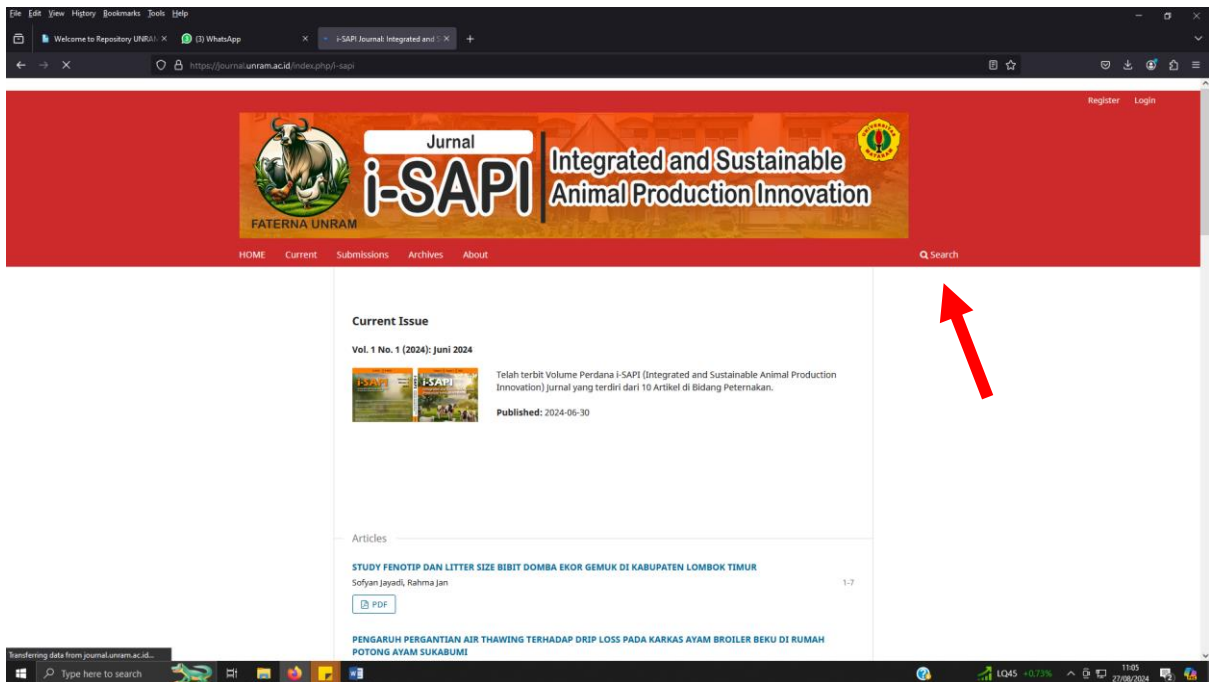 File Edit View History Bookmarks Tools Help
Welcome to Repository UNRAM
(3) WhatsApp
i-SAPI Journal: Integrated and S
https://journal.unram.ac.id/index.php/i-sapi
Register Login
Jurnal
i-SAPI
Integrated and Sustainable
Animal Production Innovation
FATERNA UNRAM
HOME Current Submissions Archives About
Search
Current Issue
Vol. 1 No. 1 (2024): Juni 2024
Telah terbit Volume Perdana i-SAPI (Integrated and Sustainable Animal Production
Innovation) Jurnal yang terdiri dari 10 Artikel di Bidang Peternakan.
Published: 2024-06-30
Articles
STUDY FENOTIP DAN LITTER SIZE BIBIT DOMBA EKOR GEMUK DI KABUPATEN LOMBOK TIMUR
Sofyan Jayadi, Rahma Jan
1-7
PDF
PENGARUH PERGANTIAN AIR THAWING TERHADAP DRIP LOSS PADA KARKAS AYAM BROILER BEKU DI RUMAH
POTONG AYAM SUKABUMI
Transferring data from journal.unram.ac.id...
Type here to search
LQ45 +0,73%
11:05
27/08/2024